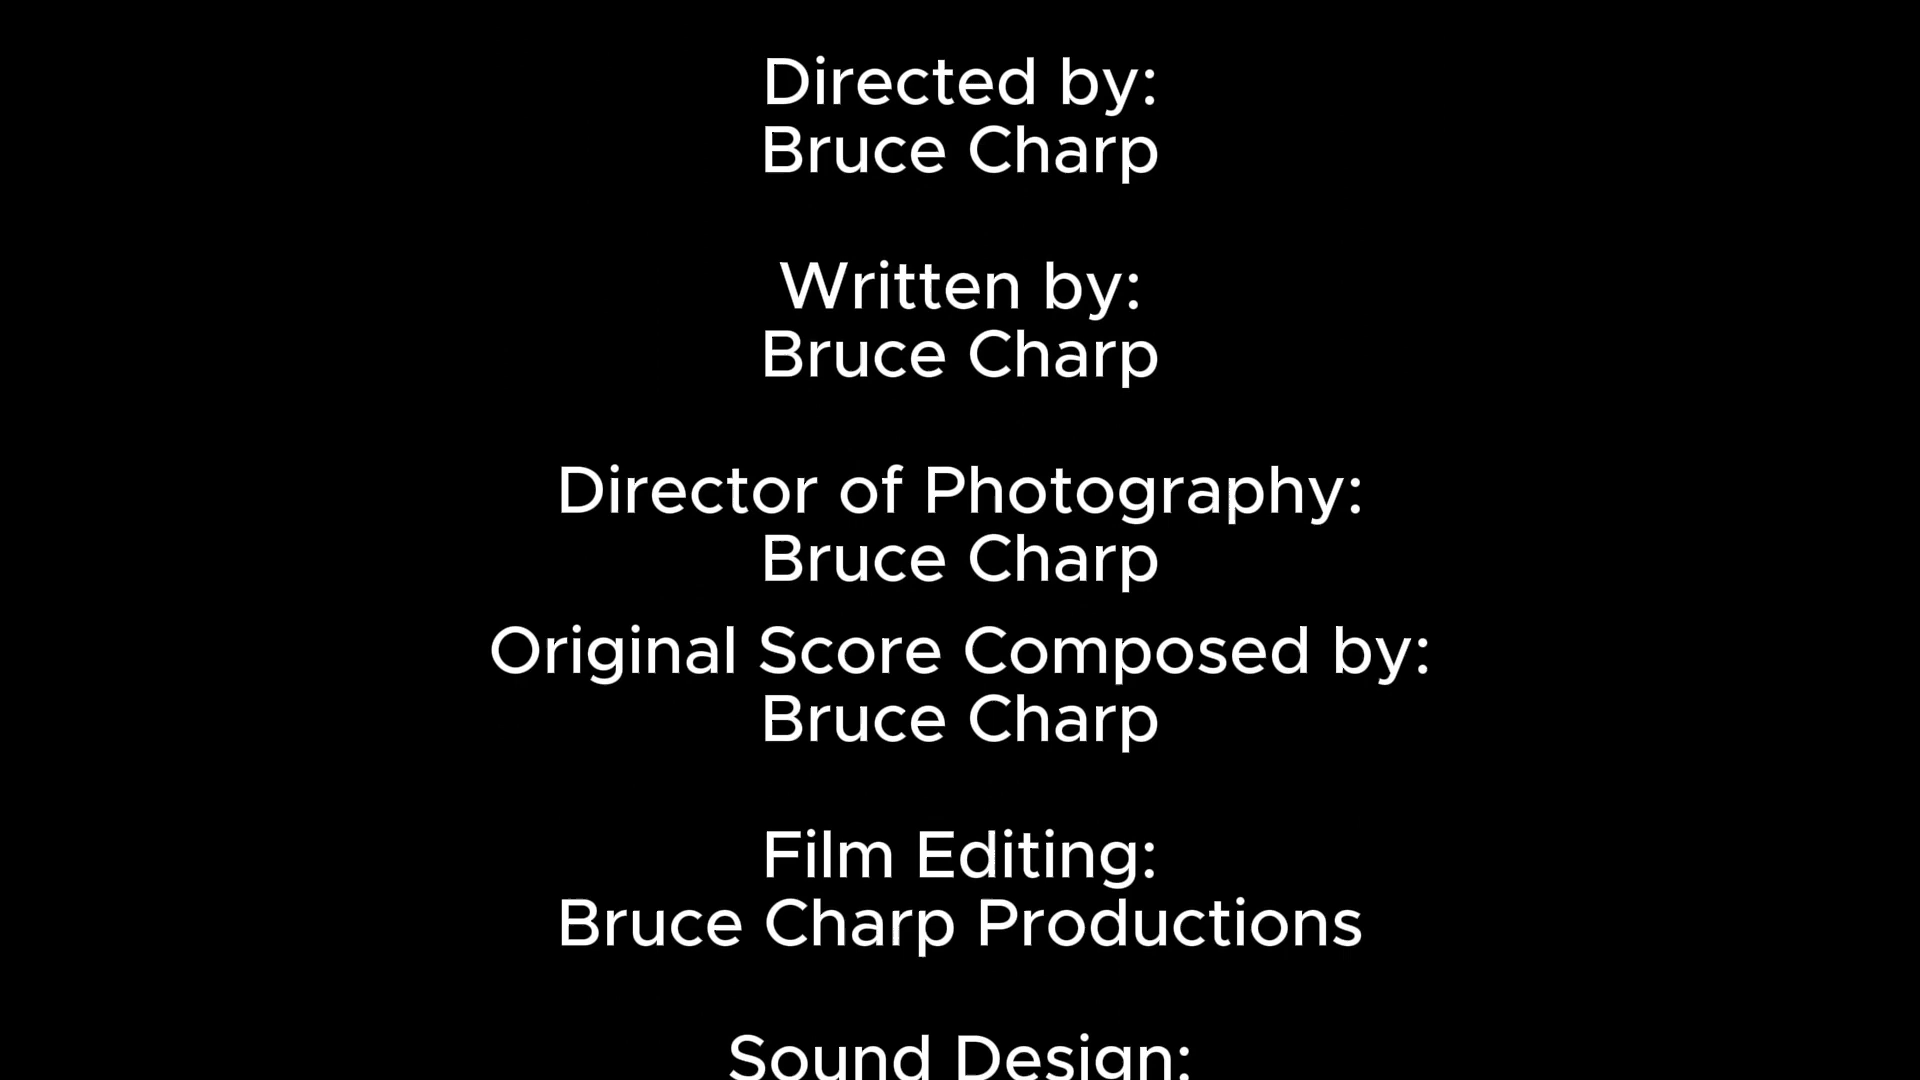 Directed by:
Bruce Charp
Written by:
Bruce Charp
Director of Photography:
Bruce Charp
Original Score Composed by:
Bruce Charp
Film Editing:
Bruce Charp Productions
Sound Design: